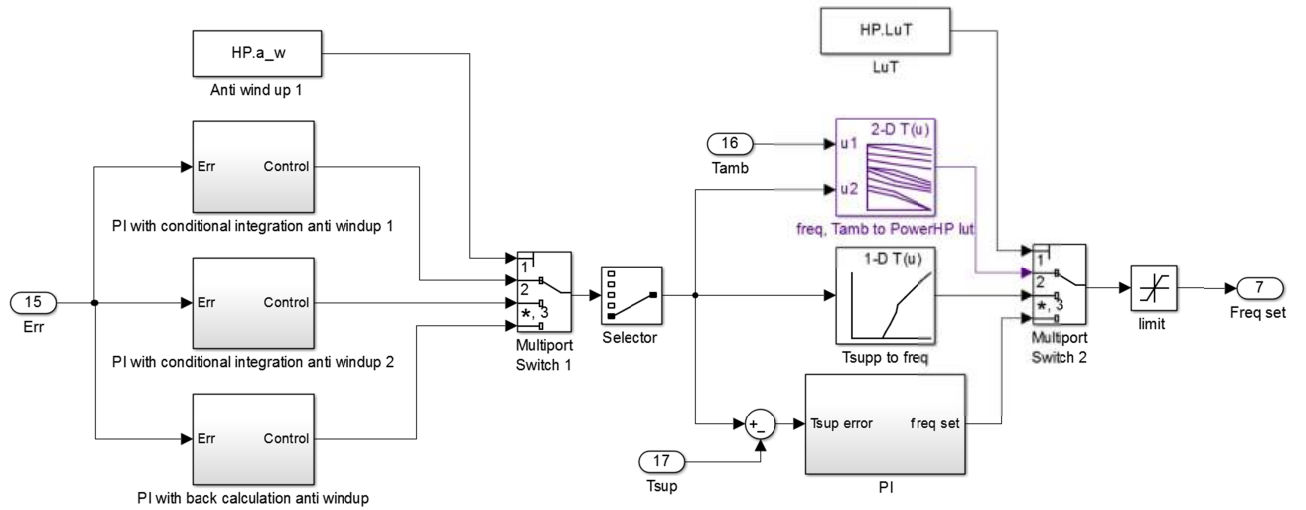 HP.a_w
Anti wind up 1
Err
Control
PI with conditional integration anti windup 1
15
Err
Err
Control
PI with conditional integration anti windup 2
Err
Control
PI with back calculation anti windup
1
2
*, 3
Multiport
Switch 1
Selector
HP.LuT
LuT
16
Tamb
2-D T(u)
u1
u2
freq, Tamb to PowerHP lut
1-D T(u)
Tsupp to freq
+
-
17
Tsup
Tsup error
freq set
PI
1
2
*, 3
Multiport
Switch 2
limit
7
Freq set